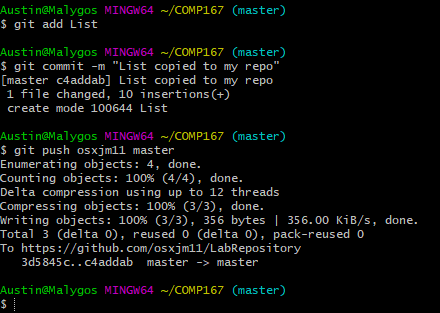 Austin@Malygos MINGW64 ~/COMP167 (master)
$ git add List
Austin@Malygos MINGW64 ~/COMP167 (master)
$ git commit -m "List copied to my repo"
[master c4addab] List copied to my repo
 1 file changed, 10 insertions(+)
 create mode 100644 List
Austin@Malygos MINGW64 ~/COMP167 (master)
$ git push osxjm11 master
Enumerating objects: 4, done.
Counting objects: 100% (4/4), done.
Delta compression using up to 12 threads
Compressing objects: 100% (3/3), done.
Writing objects: 100% (3/3), 356 bytes | 356.00 KiB/s, done.
Total 3 (delta 0), reused 0 (delta 0), pack-reused 0
To https://github.com/osxjm11/LabRepository
   3d5845c..c4addab  master -> master
Austin@Malygos MINGW64 ~/COMP167 (master)
$